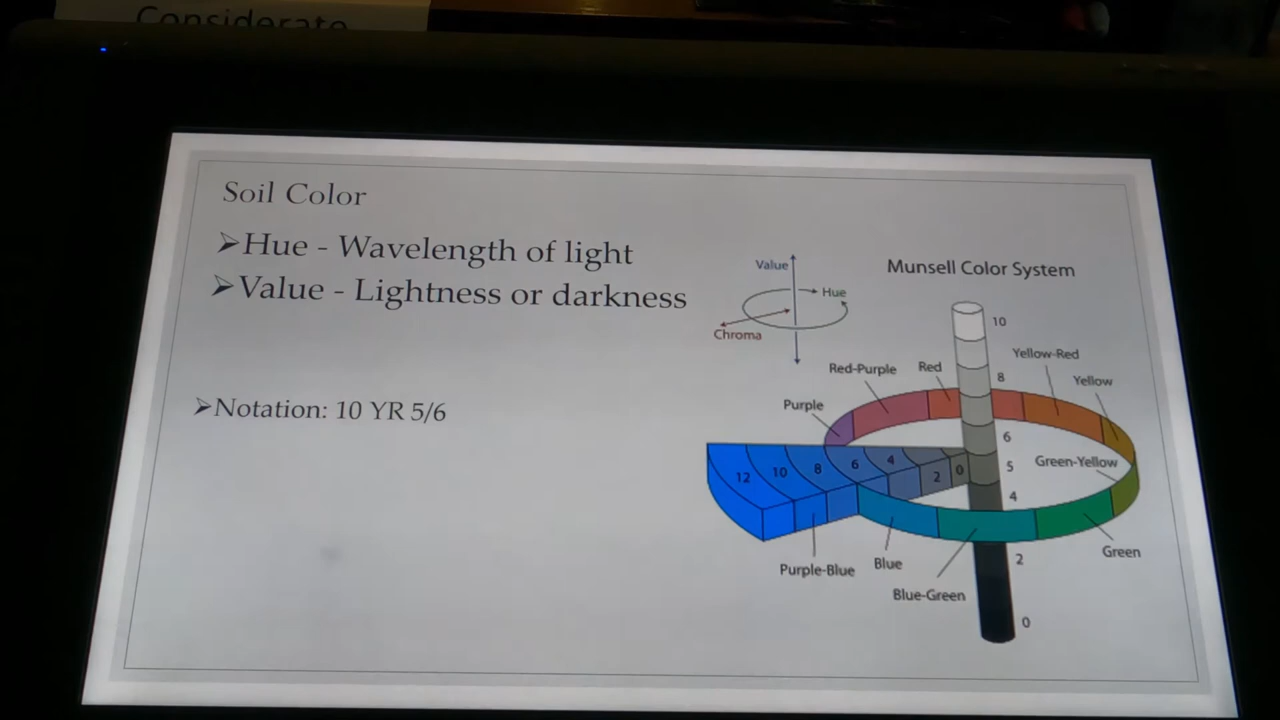 Considerate
Soil Color
➢Hue - Wavelength of light
➢Value - Lightness or darkness
➢Notation: 10 YR 5/6
Munsell Color System
Value
Hue
Chroma
10
Yellow-Red
Red-Purple
Red
8
Yellow
Purple
6
Green-Yellow
12
10
8
6
4
2
0
5
4
Green
2
Purple-Blue
Blue
Blue-Green
0